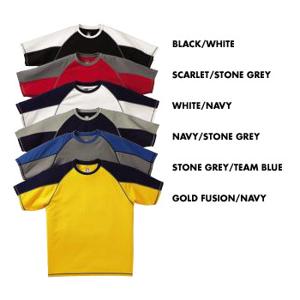 BLACK/WHITE
SCARLET/STONE GREY
WHITE/NAVY
NAVY/STONE GREY
STONE GREY/TEAM BLUE
GOLD FUSION/NAVY